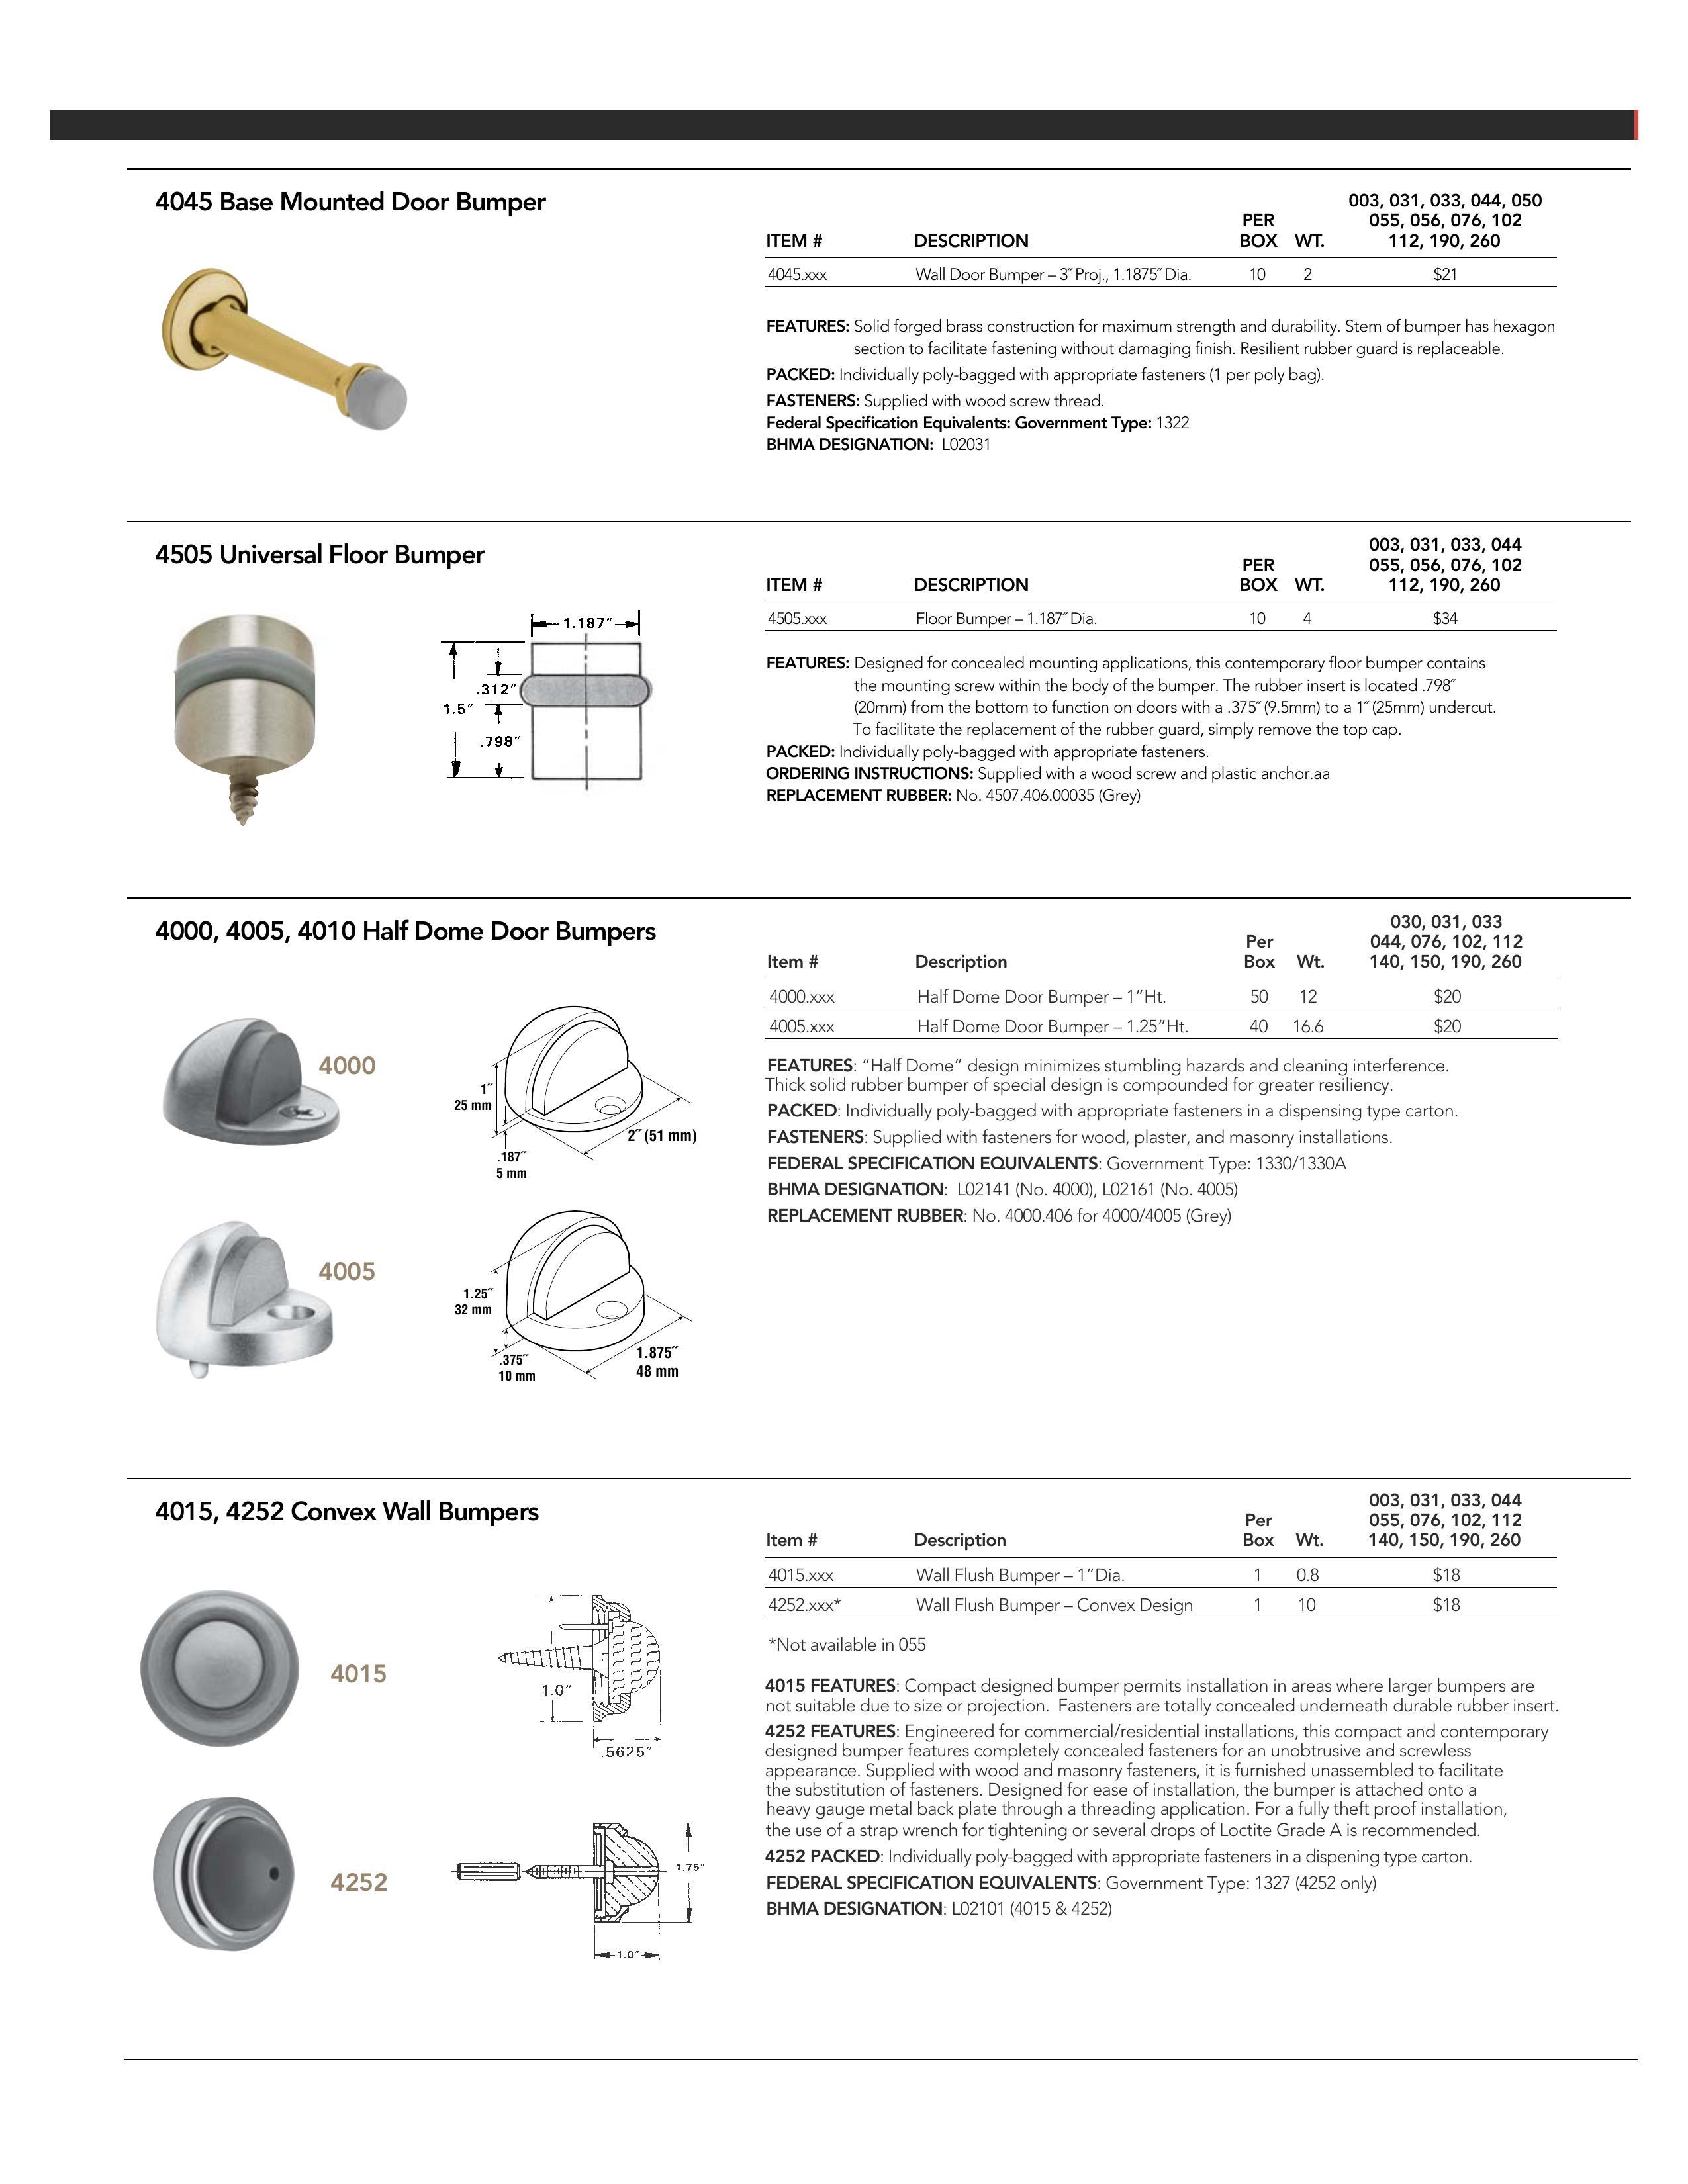 4045 Base Mounted Door Bumper
003, 031, 033, 044, 050
PER 055, 056, 076, 102
ITEM # DESCRIPTION BOX WT. 112, 190, 260
4045.xxx Wall Door Bumper – 3˝ Proj., 1.1875˝ Dia. 10 2 $21
FEATURES: Solid forged brass construction for maximum strength and durability. Stem of bumper has hexagon
section to facilitate fastening without damaging finish. Resilient rubber guard is replaceable.
PACKED: Individually poly-bagged with appropriate fasteners (1 per poly bag).
FASTENERS: Supplied with wood screw thread.
Federal Specification Equivalents: Government Type: 1322
BHMA DESIGNATION: L02031
4505 Universal Floor Bumper
1.187"
.312"
1.5"
.798"
003, 031, 033, 044
PER 055, 056, 076, 102
ITEM # DESCRIPTION BOX WT. 112, 190, 260
4505.xxx Floor Bumper – 1.187˝ Dia. 10 4 $34
FEATURES: Designed for concealed mounting applications, this contemporary floor bumper contains
the mounting screw within the body of the bumper. The rubber insert is located .798˝
(20mm) from the bottom to function on doors with a .375˝ (9.5mm) to a 1˝ (25mm) undercut.
To facilitate the replacement of the rubber guard, simply remove the top cap.
PACKED: Individually poly-bagged with appropriate fasteners.
ORDERING INSTRUCTIONS: Supplied with a wood screw and plastic anchor.aa
REPLACEMENT RUBBER: No. 4507.406.00035 (Grey)
4000, 4005, 4010 Half Dome Door Bumpers
4000
1˝
25 mm
2˝ (51 mm)
.187˝
5 mm
4005
1.25˝
32 mm
.375˝
10 mm
1.875˝
48 mm
030, 031, 033
Per 044, 076, 102, 112
Item # Description Box Wt. 140, 150, 190, 260
4000.xxx Half Dome Door Bumper – 1”Ht. 50 12 $20
4005.xxx Half Dome Door Bumper – 1.25”Ht. 40 16.6 $20
FEATURES: “Half Dome” design minimizes stumbling hazards and cleaning interference.
Thick solid rubber bumper of special design is compounded for greater resiliency.
PACKED: Individually poly-bagged with appropriate fasteners in a dispensing type carton.
FASTENERS: Supplied with fasteners for wood, plaster, and masonry installations.
FEDERAL SPECIFICATION EQUIVALENTS: Government Type: 1330/1330A
BHMA DESIGNATION: L02141 (No. 4000), L02161 (No. 4005)
REPLACEMENT RUBBER: No. 4000.406 for 4000/4005 (Grey)
4015, 4252 Convex Wall Bumpers
4015
1.0"
.5625"
4252
1.75"
1.0"
003, 031, 033, 044
Per 055, 076, 102, 112
Item # Description Box Wt. 140, 150, 190, 260
4015.xxx Wall Flush Bumper – 1”Dia. 1 0.8 $18
4252.xxx* Wall Flush Bumper – Convex Design 1 10 $18
*Not available in 055
4015 FEATURES: Compact designed bumper permits installation in areas where larger bumpers are
not suitable due to size or projection. Fasteners are totally concealed underneath durable rubber insert.
4252 FEATURES: Engineered for commercial/residential installations, this compact and contemporary
designed bumper features completely concealed fasteners for an unobtrusive and screwless
appearance. Supplied with wood and masonry fasteners, it is furnished unassembled to facilitate
the substitution of fasteners. Designed for ease of installation, the bumper is attached onto a
heavy gauge metal back plate through a threading application. For a fully theft proof installation,
the use of a strap wrench for tightening or several drops of Loctite Grade A is recommended.
4252 PACKED: Individually poly-bagged with appropriate fasteners in a dispening type carton.
FEDERAL SPECIFICATION EQUIVALENTS: Government Type: 1327 (4252 only)
BHMA DESIGNATION: L02101 (4015 & 4252)